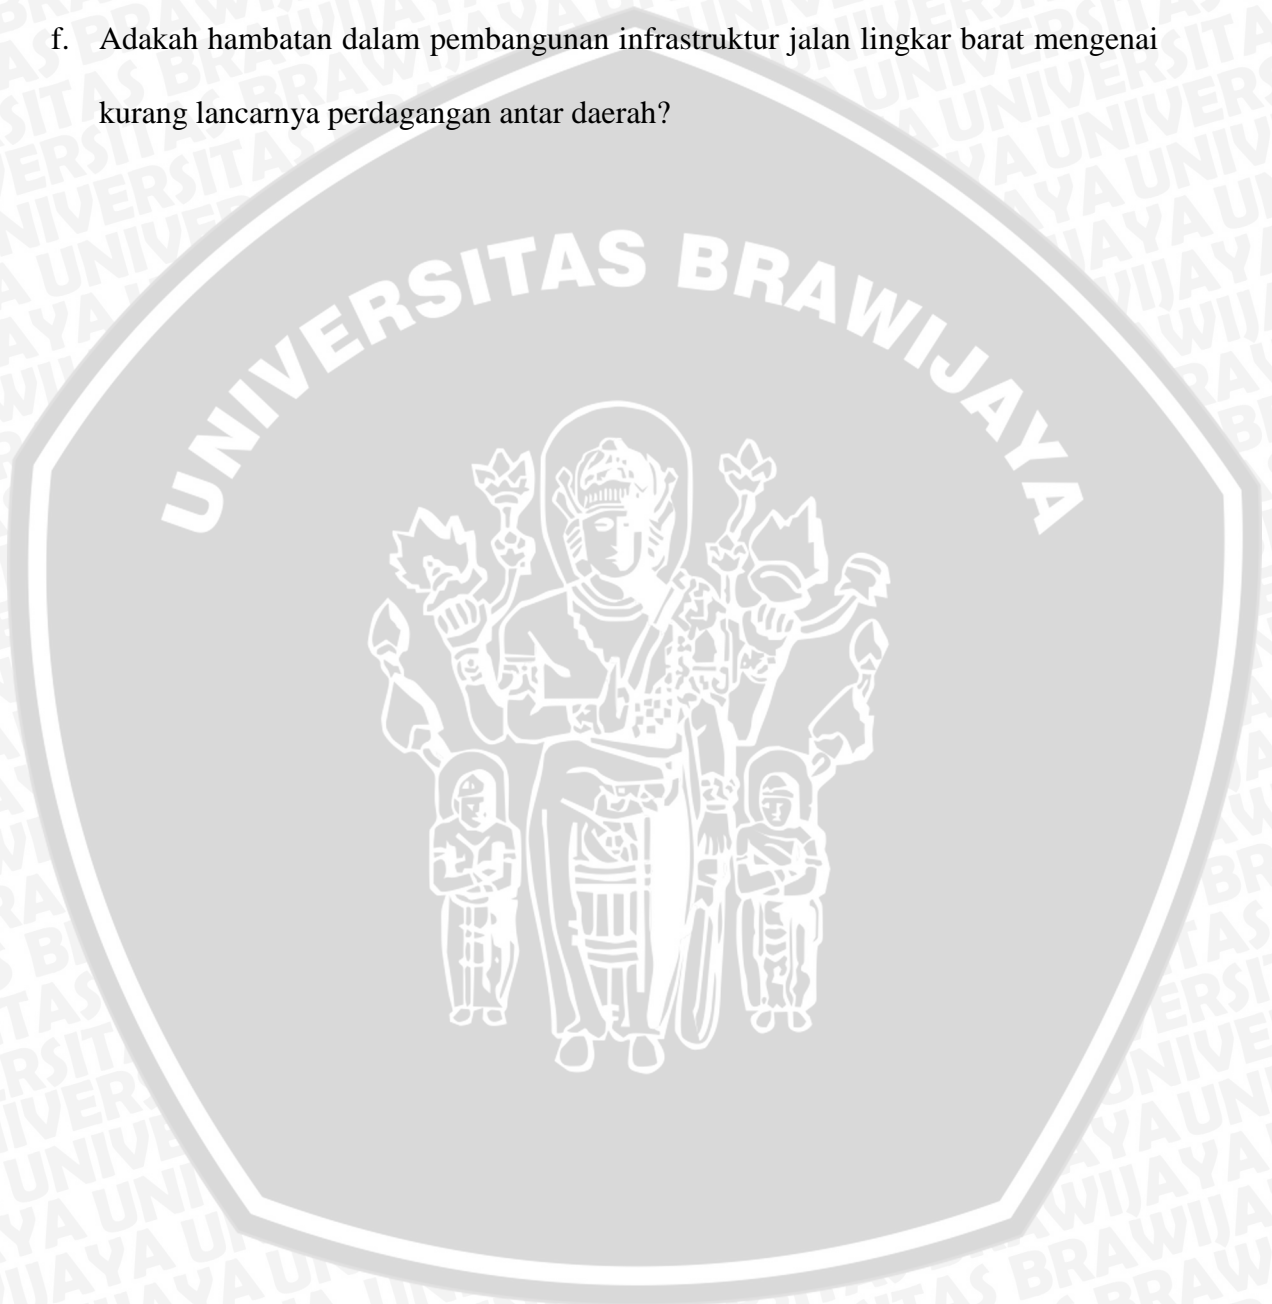 f. Adakah hambatan dalam pembangunan infrastruktur jalan lingkar barat mengenai
kurang lancarnya perdagangan antar daerah?
UNIVERSITAS BRAWIJAYA